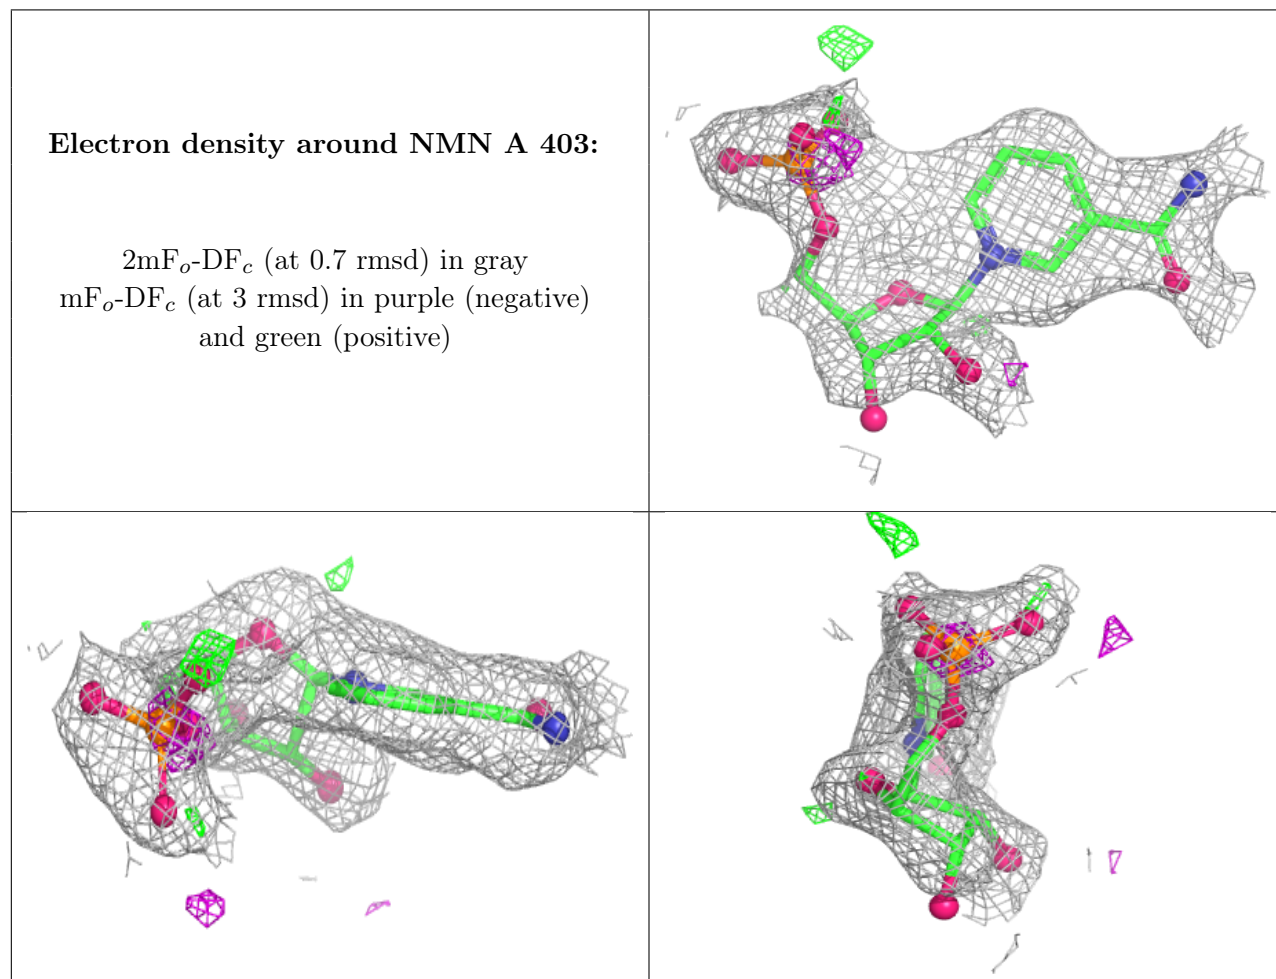 Electron density around NMN A 403:
2mFo-DFc (at 0.7 rmsd) in gray
mFo-DFc (at 3 rmsd) in purple (negative)
and green (positive)